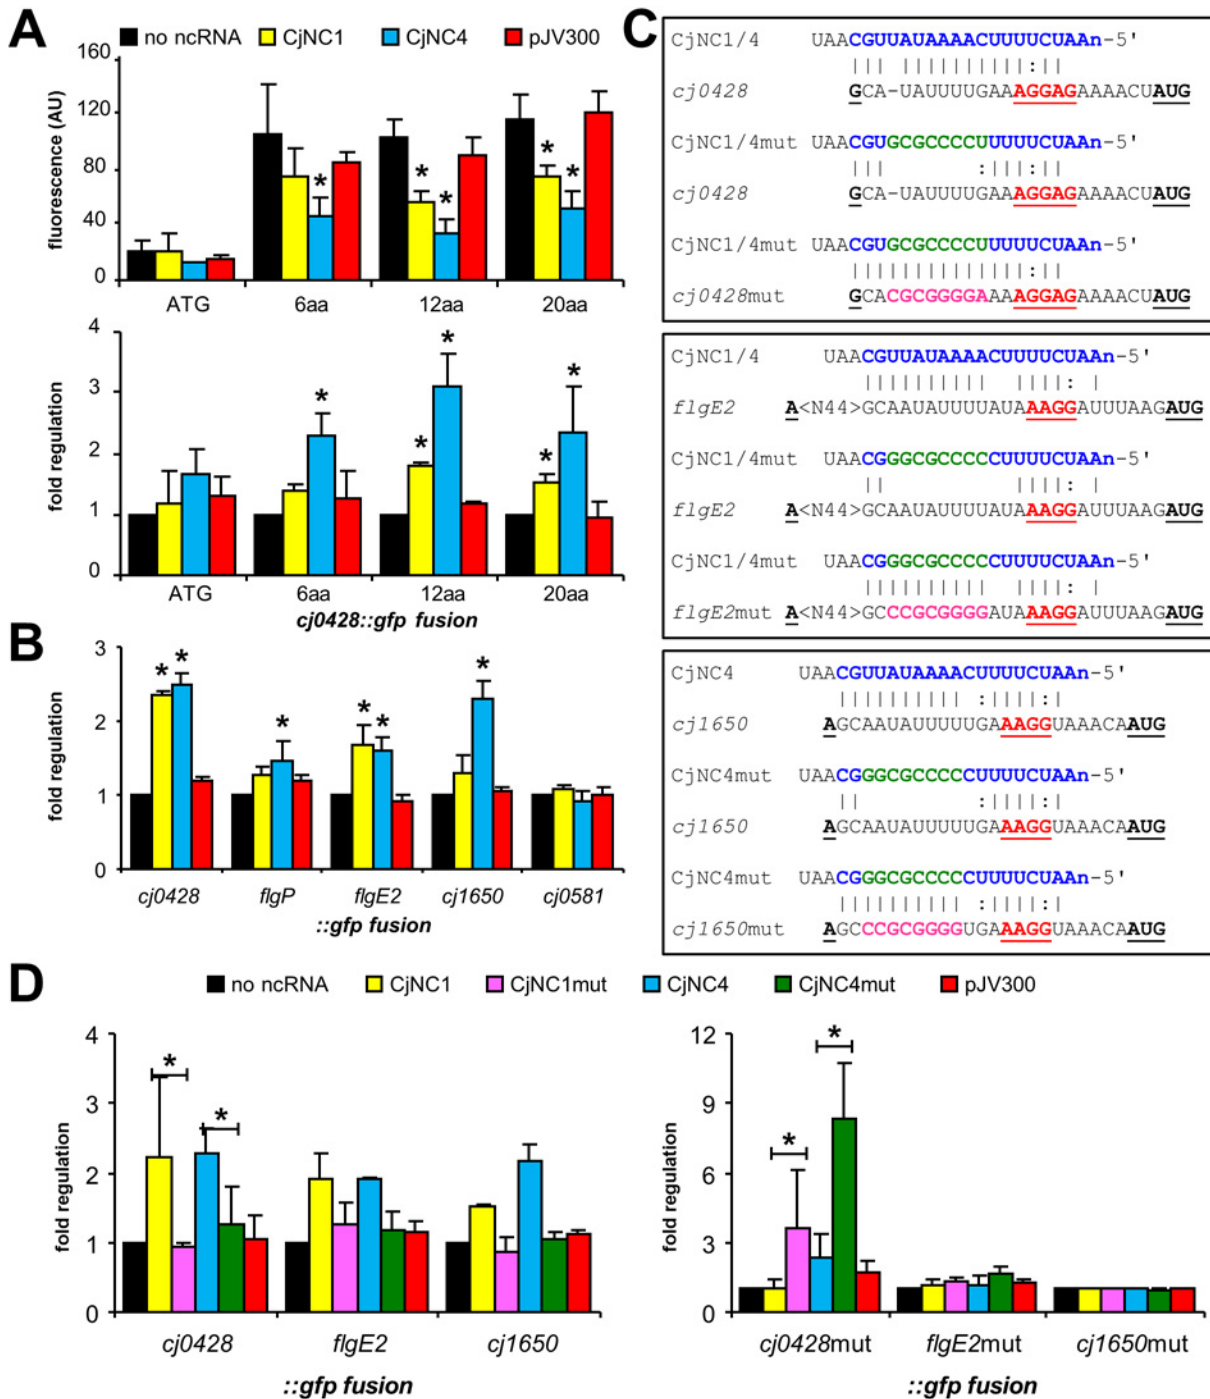 A
no ncRNA CjNC1 CjNC4 pJV300
fluorescence (AU)
160
120
80
40
0
* * * * *
ATG 6aa 12aa 20aa
fold regulation
4
3
2
1
0
* * * * *
ATG 6aa 12aa 20aa
cj0428::gfp fusion
B
fold regulation
3
2
1
0
* * * * * *
cj0428 flgP flgE2 cj1650 cj0581
::gfp fusion
C
CjNC1/4 UAACGUUAUAAAACUUUUCUAAn-5'
||| ||||||||||| :||
cj0428 GCA-UAUUUUGAAAGGAGAAAACUAUG
CjNC1/4mut UAACGUGCGCCCCUUUUUCUAAn-5'
||| :|||:||
cj0428 GCA-UAUUUUGAAAGGAGAAAACUAUG
CjNC1/4mut UAACGUGCGCCCCUUUUUCUAAn-5'
||||||||||||||:||
cj0428mut GCACGCGGGGAAAAGGAGAAAACUAUG
CjNC1/4 UAACGUUAUAAAACUUUUCUAAn-5'
|||||||||| ||||: |
flgE2 A<N44>GCAAUAUUUUAUAAAGGAUUUAAGAUG
CjNC1/4mut UAACGGGCGCCCCCUUUUCUAAn-5'
|| ||||: |
flgE2 A<N44>GCAAUAUUUUAUAAAGGAUUUAAGAUG
CjNC1/4mut UAACGGGCGCCCCCUUUUCUAAn-5'
|||||||||| ||||: |
flgE2mut A<N44>GCCCGCGGGGAUAAAGGAUUUAAGAUG
CjNC4 UAACGUUAUAAAACUUUUCUAAn-5'
|||||||||| :||||:|
cj1650 AGCAAUAUUUUUGAAAGGUAAACAAUG
CjNC4mut UAACGGGCGCCCCCUUUUCUAAn-5'
|| :||||:|
cj1650 AGCAAUAUUUUUGAAAGGUAAACAAUG
CjNC4mut UAACGGGCGCCCCCUUUUCUAAn-5'
|||||||||| :||||:|
cj1650mut AGCCCGCGGGGUGAAAGGUAAACAAUG
D
no ncRNA CjNC1 CjNC1mut CjNC4 CjNC4mut pJV300
fold regulation
4
3
2
1
0
* *
cj0428 flgE2 cj1650
::gfp fusion
fold regulation
12
9
6
3
0
* *
cj0428mut flgE2mut cj1650mut
::gfp fusion